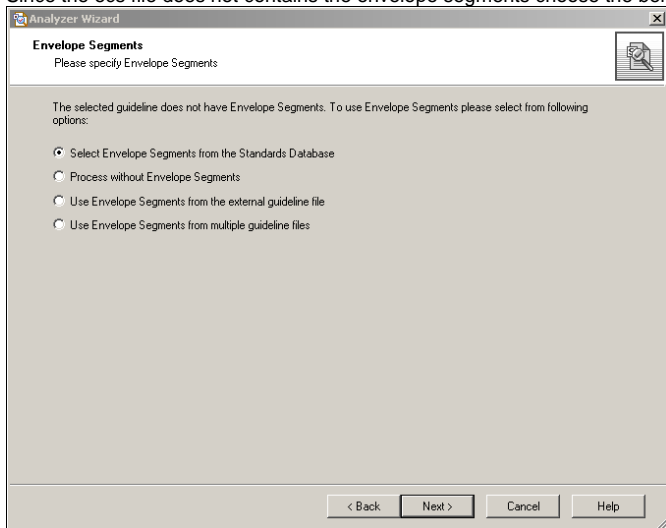 Since the ecs file does not contains the envelope segments choose the
Analyzer Wizard
Envelope Segments
Please specify Envelope Segments
The selected guideline does not have Envelope Segments. To use Envelope Segments please select from following
options:
Select Envelope Segments from the Standards Database
Process without Envelope Segments
Use Envelope Segments from the external guideline file
Use Envelope Segments from multiple guideline files
< Back
Next >
Cancel
Help